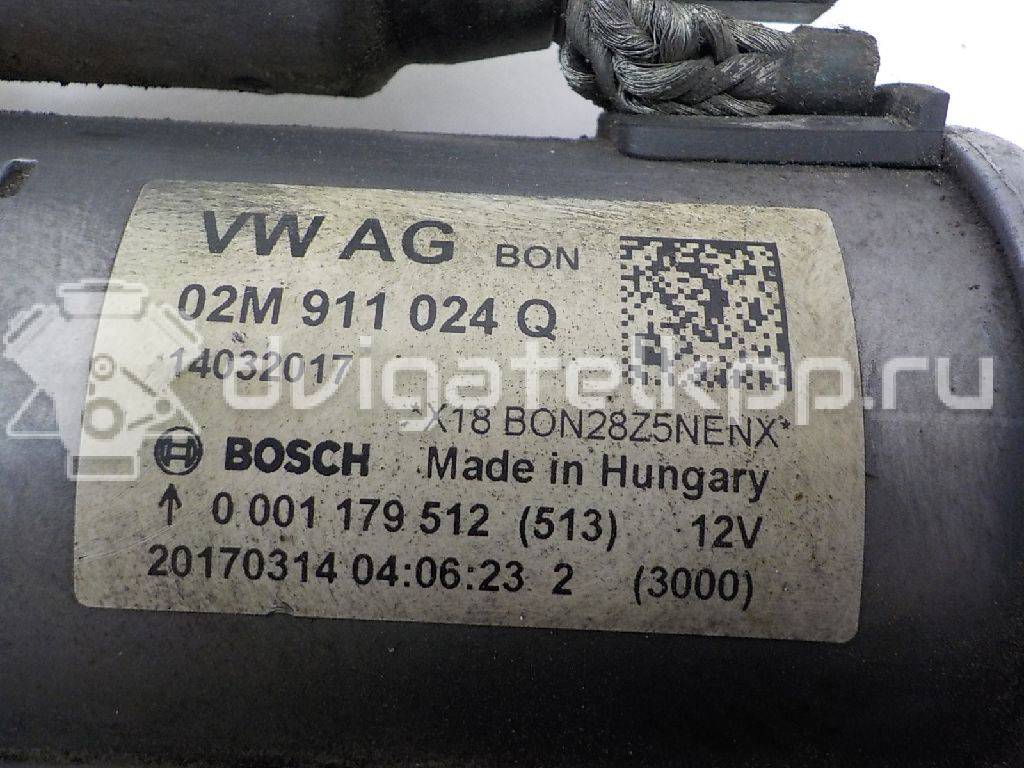 VW AG BON
02M 911 024 Q
14032017
*X18 BON28Z5NENX*
BOSCH Made in Hungary
↑ 0 001 179 512 (513) 12V
20170314 04:06:23 2 (3000)
dvigatelkpp.ru